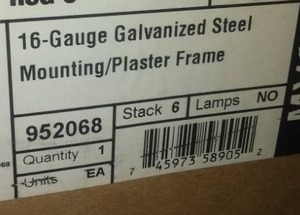 16-Gauge Galvanized Steel
Mounting/Plaster Frame
952068
Stack 6
Lamps NO
Quantity 1
Units EA
7 45973 58905 2